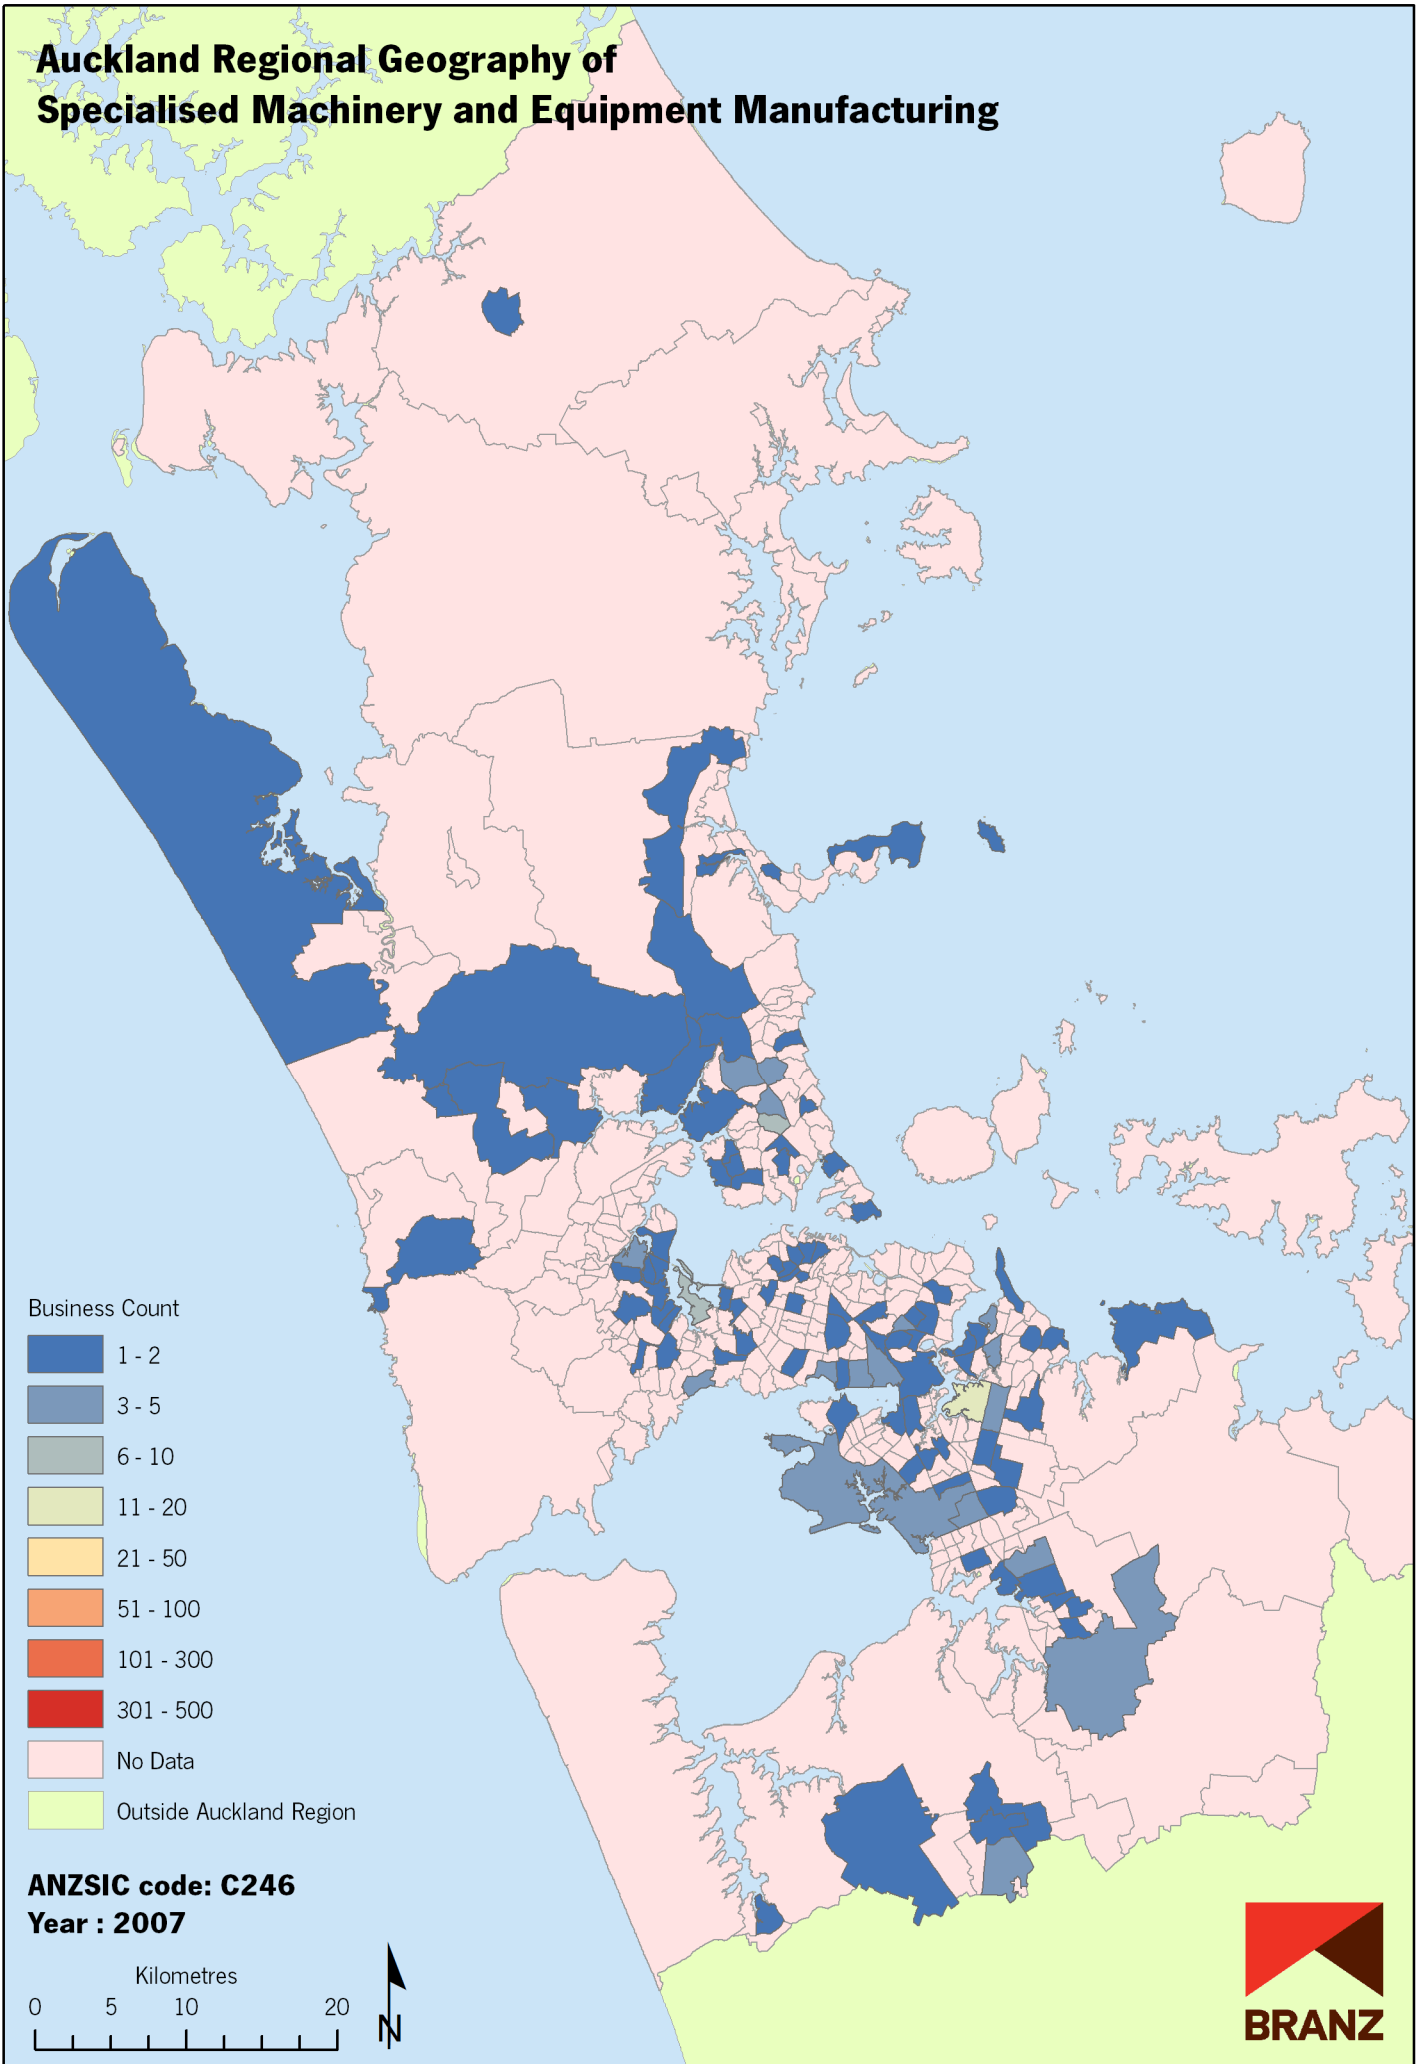 Auckland Regional Geography of
Specialised Machinery and Equipment Manufacturing
Business Count
1 - 2
3 - 5
6 - 10
11 - 20
21 - 50
51 - 100
101 - 300
301 - 500
No Data
Outside Auckland Region
ANZSIC code: C246
Year : 2007
Kilometres
0 5 10 20
N
BRANZ